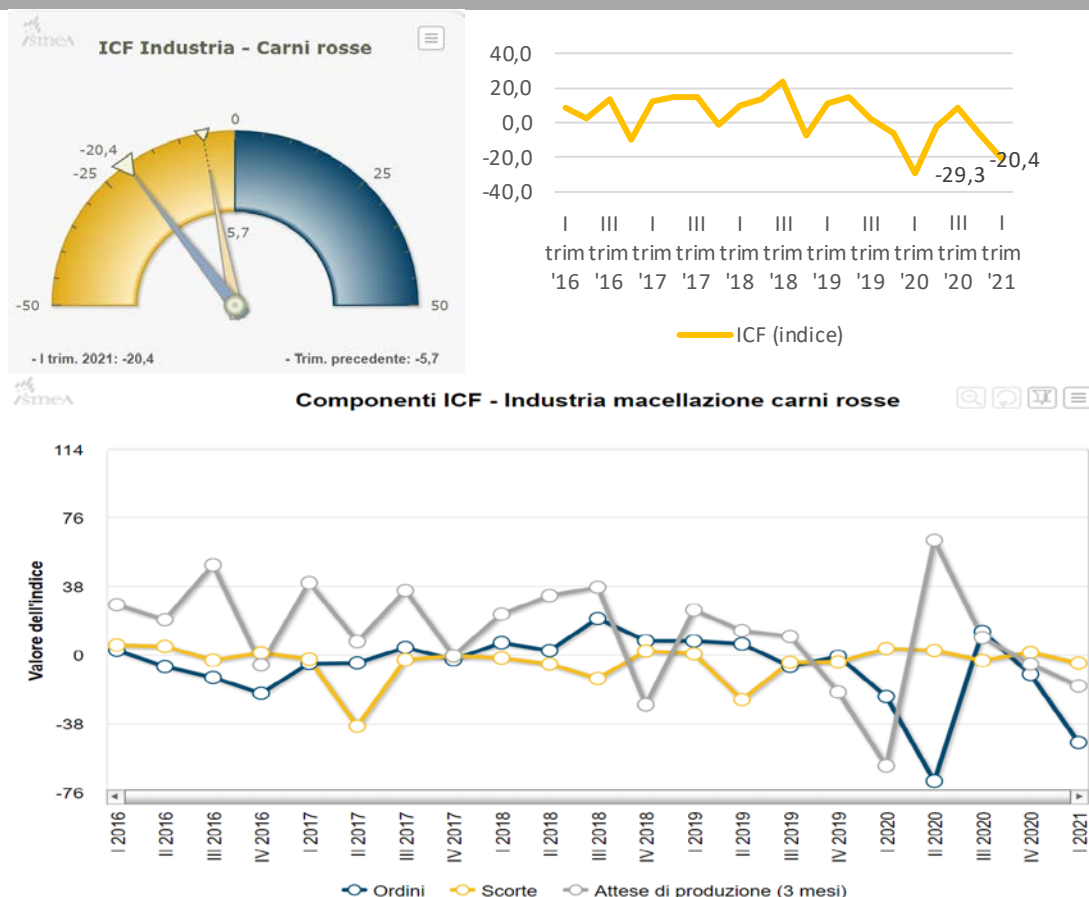 ismea
ICF Industria - Carni rosse
0
-20,4
-25
25
5,7
-50
50
- I trim. 2021: -20,4
- Trim. precedente: -5,7
40,0
20,0
0,0
-20,0
-40,0
-29,3
-20,4
I III I III I III I III I III I
trim trim trim trim trim trim trim trim trim trim trim
'16 '16 '17 '17 '18 '18 '19 '19 '20 '20 '21
ICF (indice)
ismea
Componenti ICF - Industria macellazione carni rosse
Valore dell'indice
114
76
38
0
-38
-76
I 2016
II 2016
III 2016
IV 2016
I 2017
II 2017
III 2017
IV 2017
I 2018
II 2018
III 2018
IV 2018
I 2019
II 2019
III 2019
IV 2019
I 2020
II 2020
III 2020
IV 2020
I 2021
Ordini Scorte Attese di produzione (3 mesi)